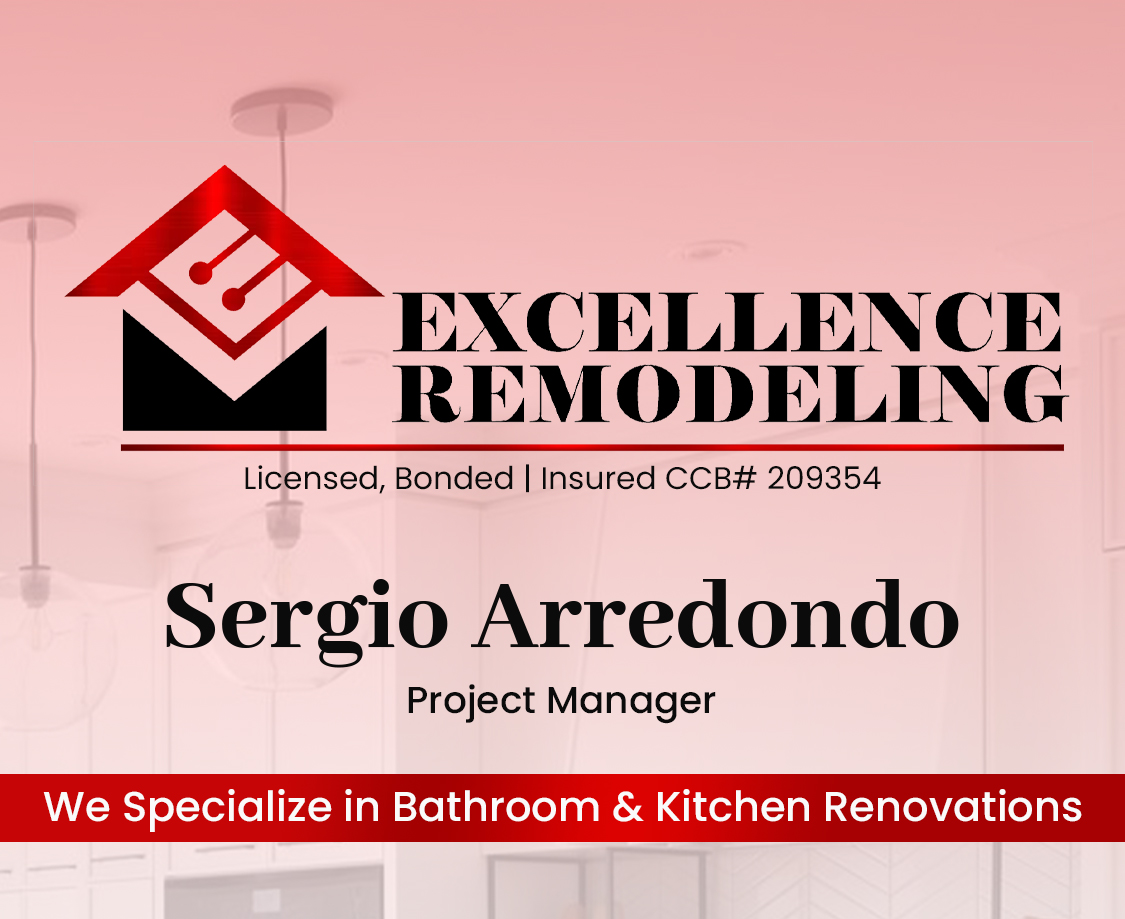 EXCELLENCE
REMODELING
Licensed, Bonded | Insured CCB# 209354
Sergio Arredondo
Project Manager
We Specialize in Bathroom & Kitchen Renovations